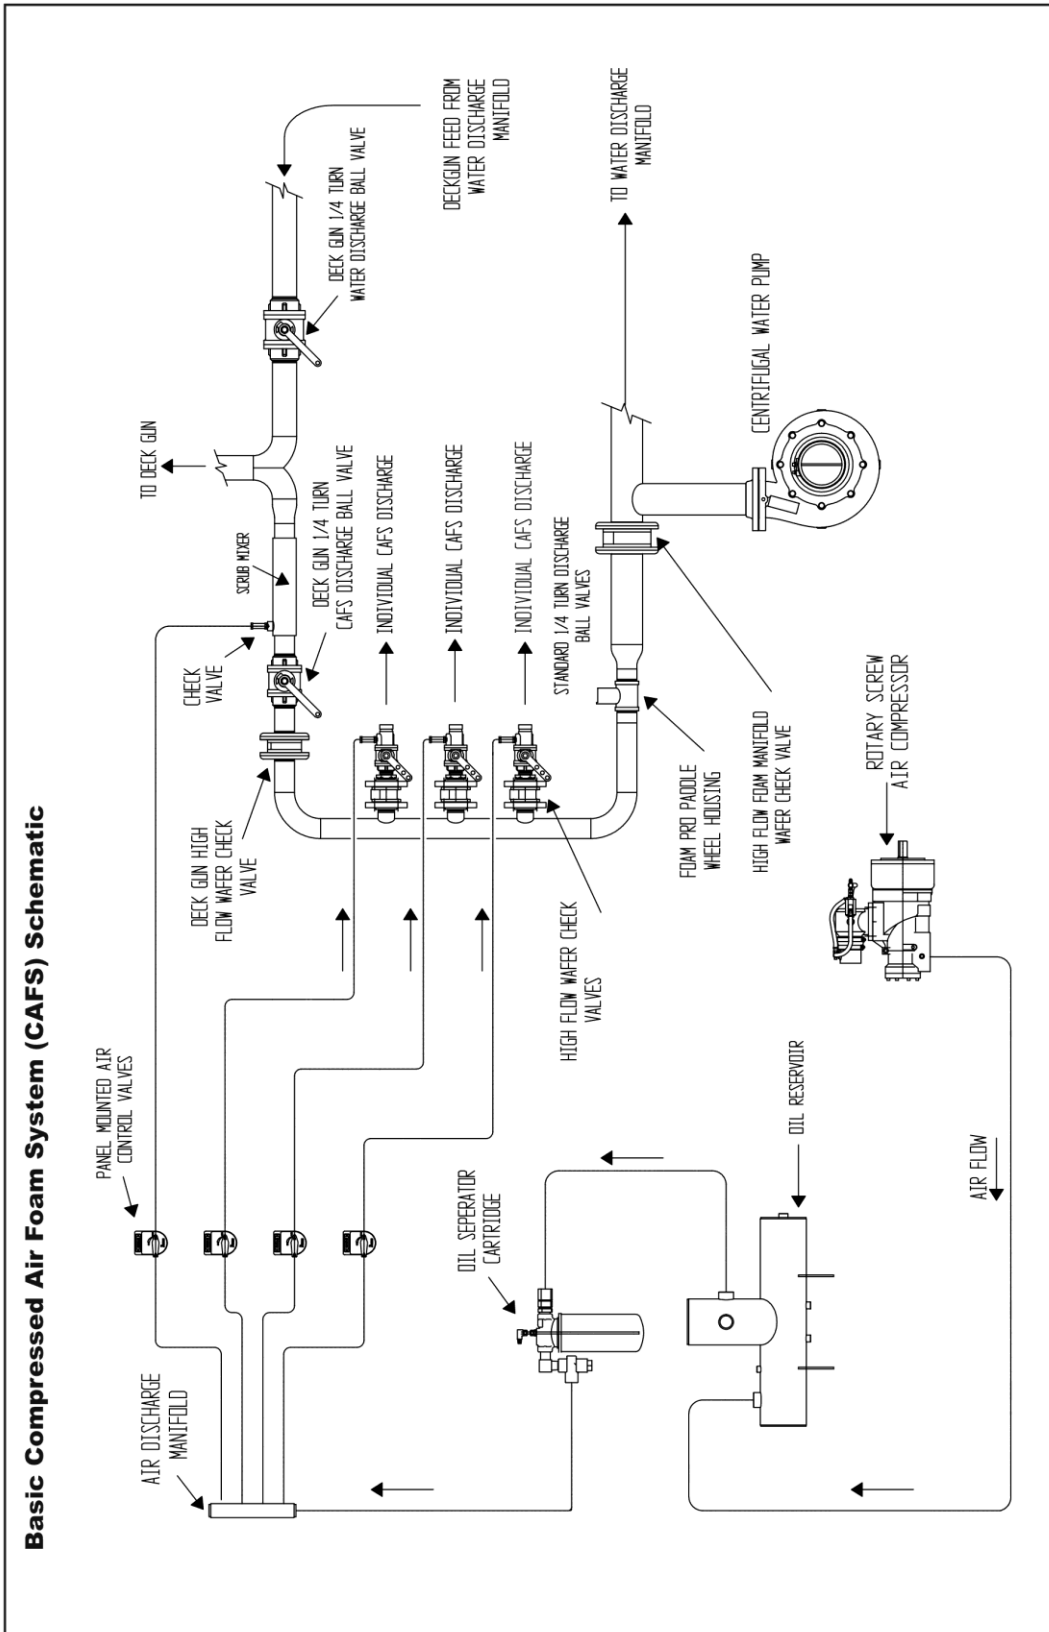 Basic Compressed Air Foam System (CAFS) Schematic
AIR DISCHARGE
MANIFOLD
PANEL MOUNTED AIR
CONTROL VALVES
DECK GUN HIGH
FLOW WAFER CHECK
VALVE
CHECK
VALVE
SCRUB MIXER
TO DECK GUN
DECK GUN 1/4 TURN
CAFS DISCHARGE BALL VALVE
DECK GUN 1/4 TURN
WATER DISCHARGE BALL VALVE
DECKGUN FEED FROM
WATER DISCHARGE
MANIFOLD
INDIVIDUAL CAFS DISCHARGE
INDIVIDUAL CAFS DISCHARGE
INDIVIDUAL CAFS DISCHARGE
STANDARD 1/4 TURN DISCHARGE
BALL VALVES
TO WATER DISCHARGE
MANIFOLD
OIL SEPERATOR
CARTRIDGE
HIGH FLOW WAFER CHECK
VALVES
FOAM PRO PADDLE
WHEEL HOUSING
HIGH FLOW FOAM MANIFOLD
WAFER CHECK VALVE
CENTRIFUGAL WATER PUMP
OIL RESERVOIR
ROTARY SCREW
AIR COMPRESSOR
AIR FLOW